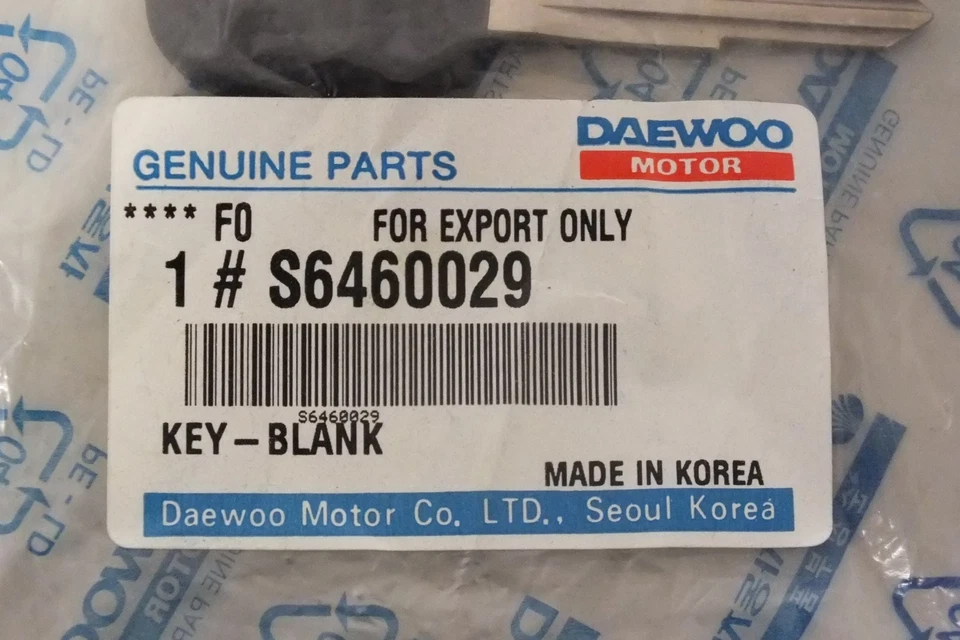 DAEWOO
MOTOR
GENUINE PARTS
**** F0 FOR EXPORT ONLY
1 # S6460029
S6460029
KEY-BLANK
MADE IN KOREA
Daewoo Motor Co. LTD., Seoul Korea